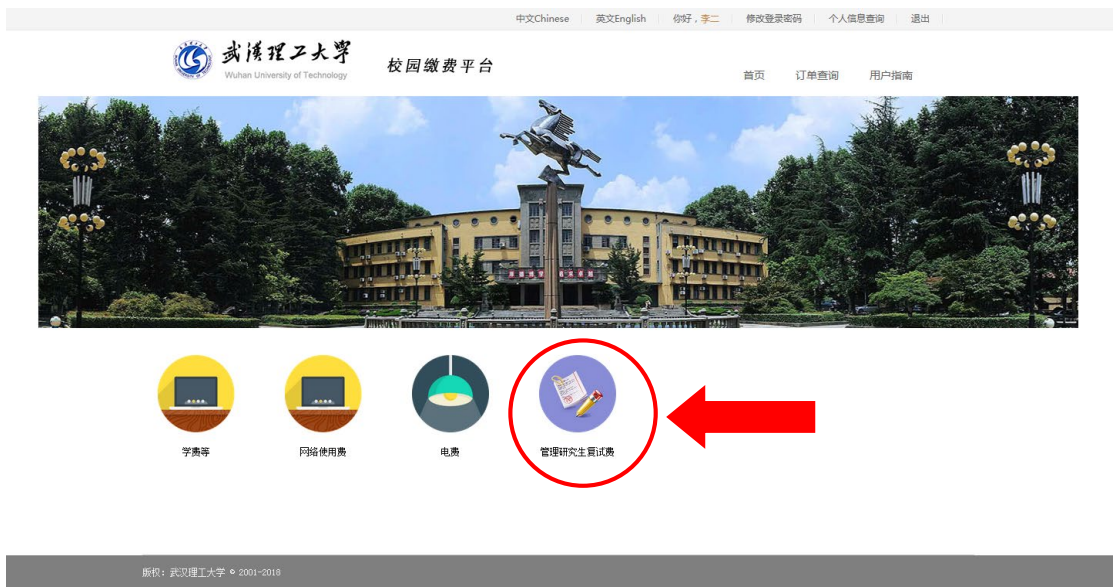 中文Chinese 英文English 你好，李二 修改登录密码 个人信息查询 退出
武汉理工大学
Wuhan University of Technology
校园缴费平台
首页 订单查询 用户指南
学费等 网络使用费 电费 管理研究生复试费
版权：武汉理工大学 © 2001-2018